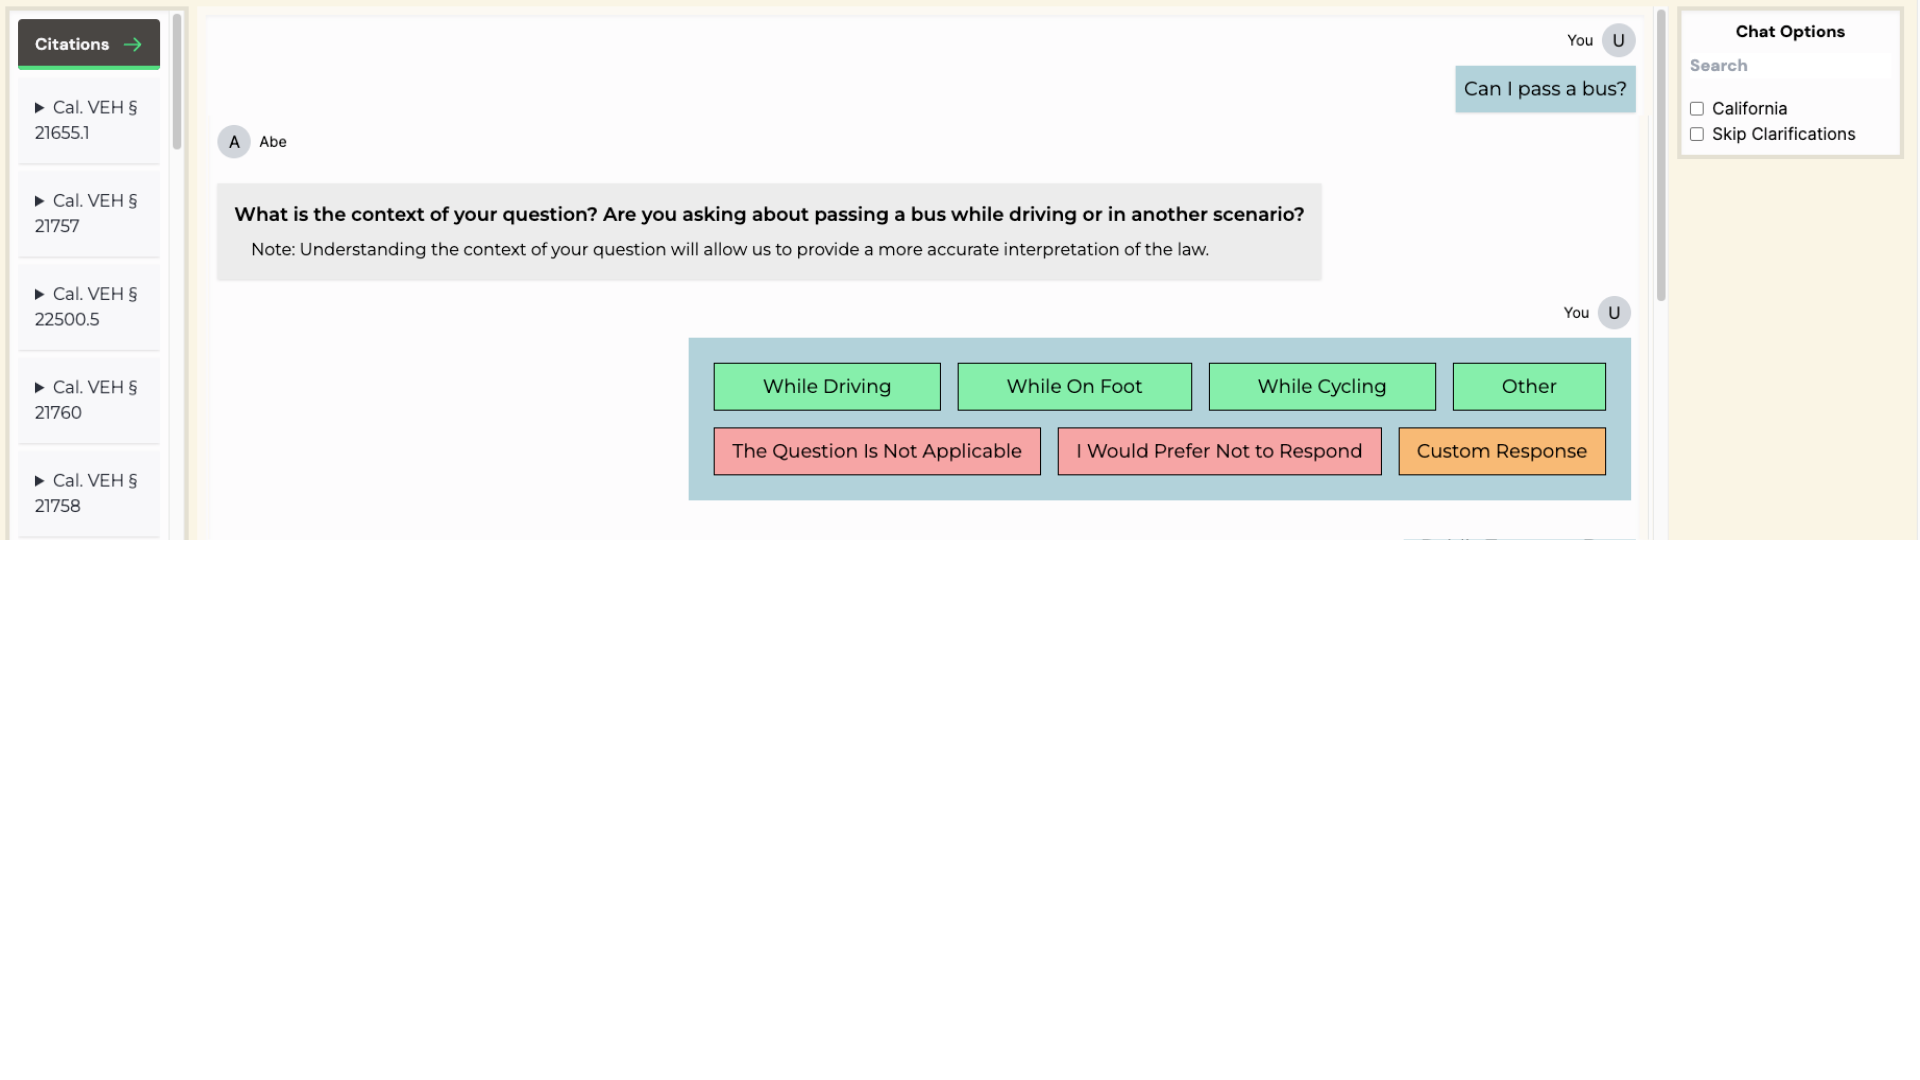 Citations →
▶ Cal. VEH §
21655.1
▶ Cal. VEH §
21757
▶ Cal. VEH §
22500.5
▶ Cal. VEH §
21760
▶ Cal. VEH §
21758
You U
Can I pass a bus?
A Abe
What is the context of your question? Are you asking about passing a bus while driving or in another scenario?
Note: Understanding the context of your question will allow us to provide a more accurate interpretation of the law.
You U
While Driving
While On Foot
While Cycling
Other
The Question Is Not Applicable
I Would Prefer Not to Respond
Custom Response
Chat Options
Search
California
Skip Clarifications